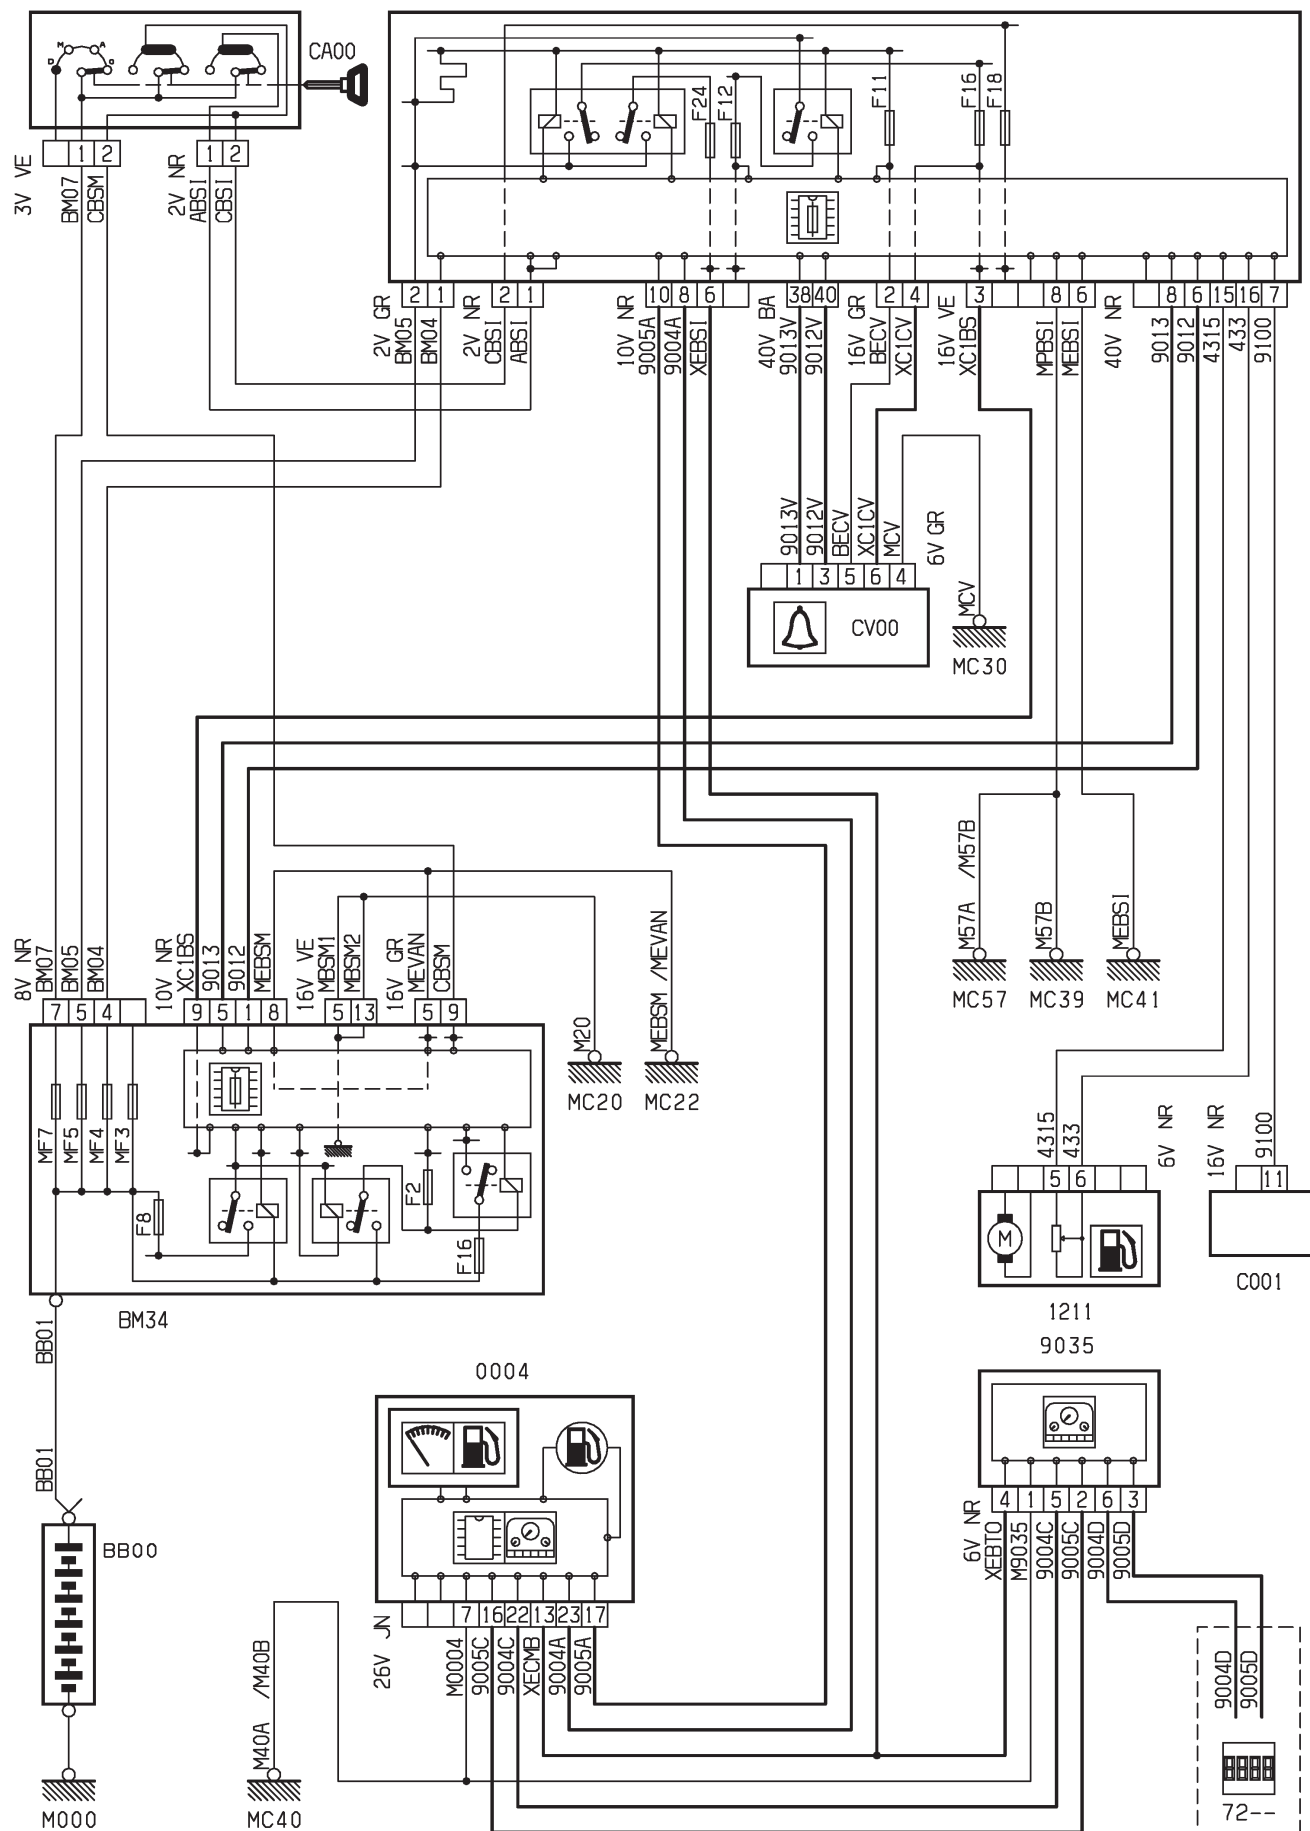 M A
D O
CA00
1 2
1 2
3V VE
BM07
CBSM
2V NR
ABSI
CBSI
F24
F12
F11
F16
F18
2 1
2 1
10 8 6
38 40
2 4
3
8 6
8 6 15 16 7
2V GR
BM05
BM04
2V NR
CBSI
ABSI
10V NR
9005A
9004A
XEBSI
40V BA
9013V
9012V
16V GR
BECV
XC1CV
16V VE
XC1BS
MPBSI
MEBSI
40V NR
9013
9012
4315
433
9100
9013V
9012V
BECV
XC1CV
MCV
6V GR
1 3 5 6 4
CV00
MCV
MC30
M57A /M57B
M57B
MEBSI
MC57
MC39
MC41
8V NR
BM07
BM05
BM04
10V NR
XC1BS
9013
9012
MEBSM
16V VE
MBSM1
MBSM2
16V GR
MEVAN
CBSM
7 5 4
9 5 1 8
5 13
5 9
M20
MEBSM /MEVAN
MC20
MC22
MF7
MF5
MF4
MF3
F8
F2
F16
BM34
4315
433
6V NR
16V NR
9100
5 6
11
M
1211
C001
BB01
BB01
BB00
M000
0004
7 16 22 13 23 17
26V JN
M0004
9005C
9004C
XECMB
9004A
9005A
M40A /M40B
MC40
9035
4 1 5 2 6 3
6V NR
XEBTO
M9035
9004C
9005C
9004D
9005D
9004D
9005D
8888
72--